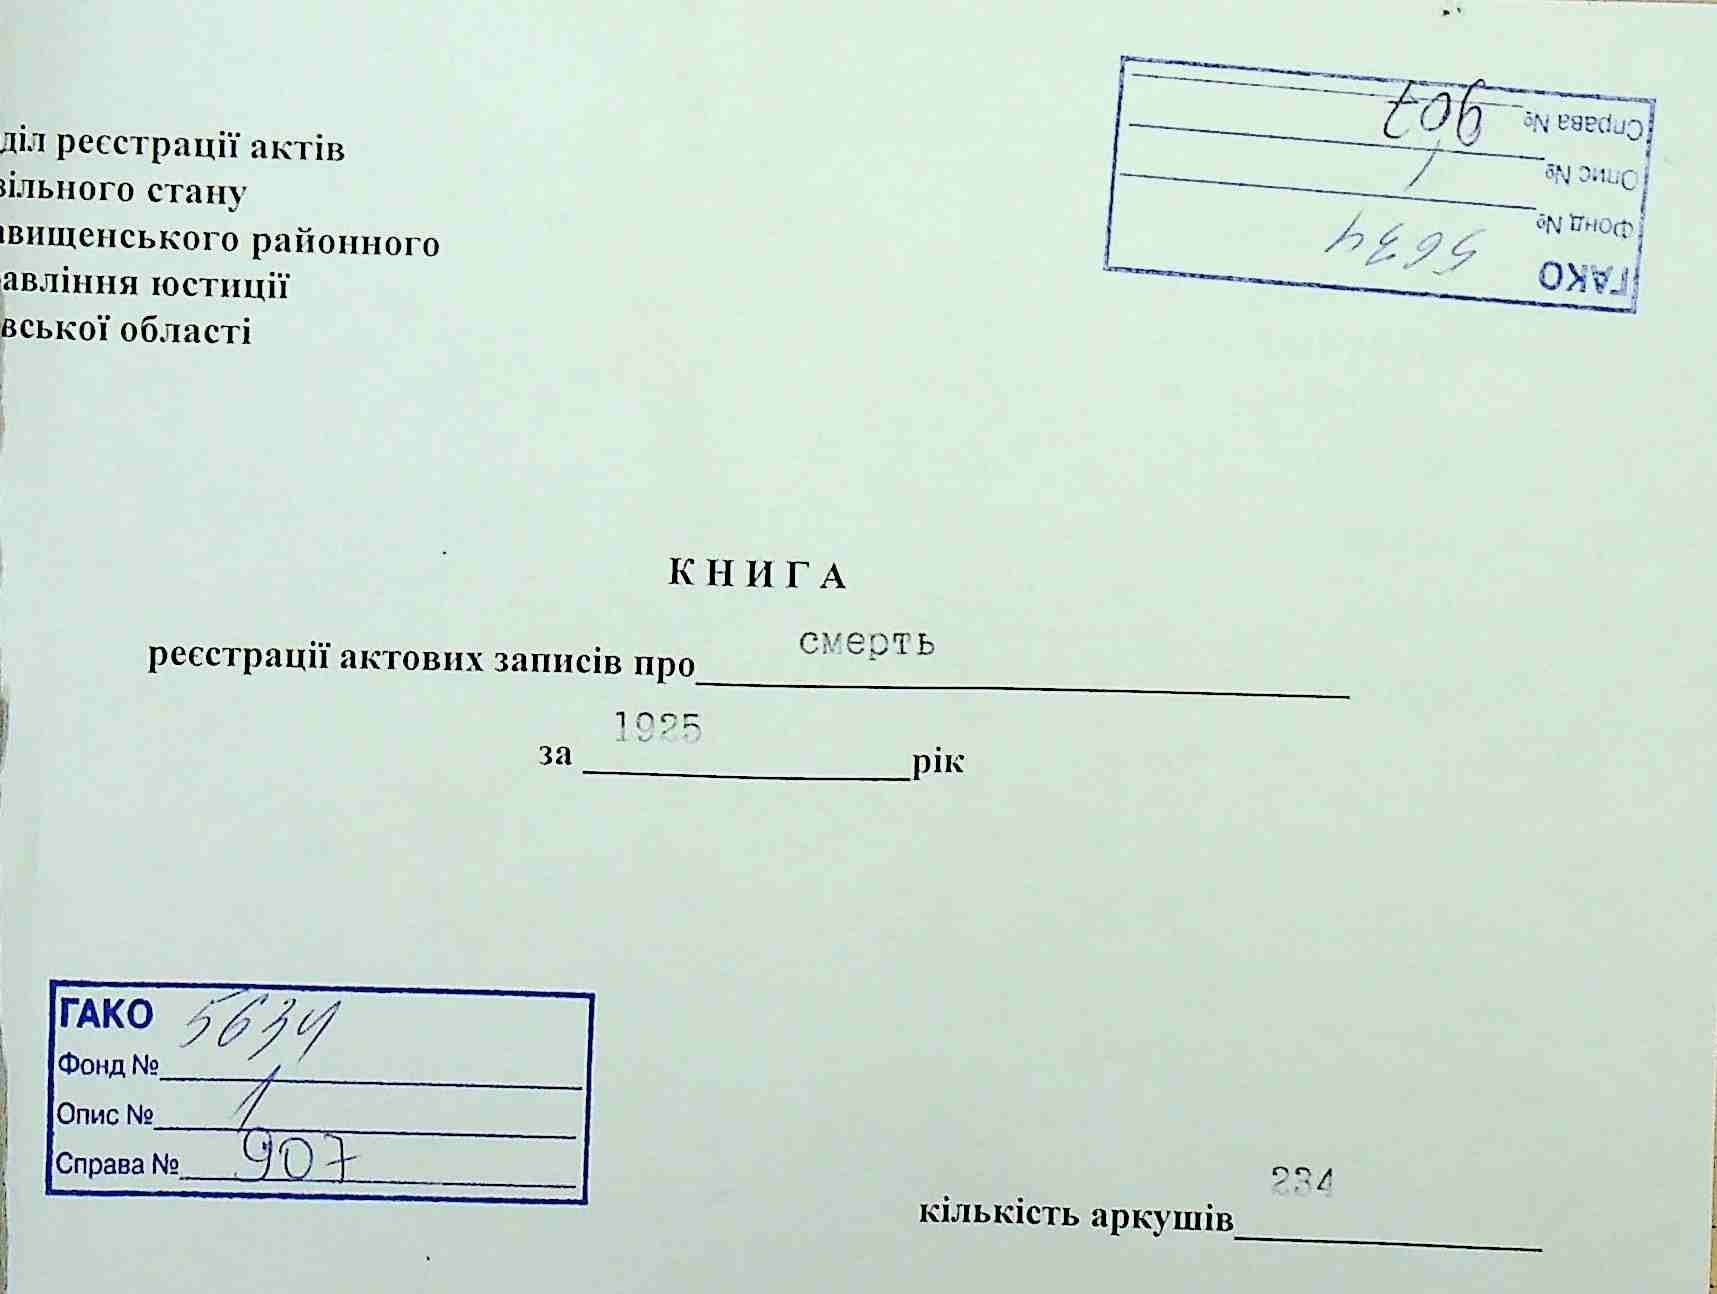 діл реєстрації актів
вільного стану
авищенського районного
авління юстиції
вської області
ГАКО 5634
Фонд №
Опис № 1
Справа № 907
К Н И Г А
реєстрації актових записів про смерть
за 1925 рік
ГАКО 5634
Фонд №
Опис № 1
Справа № 907
кількість аркушів 234